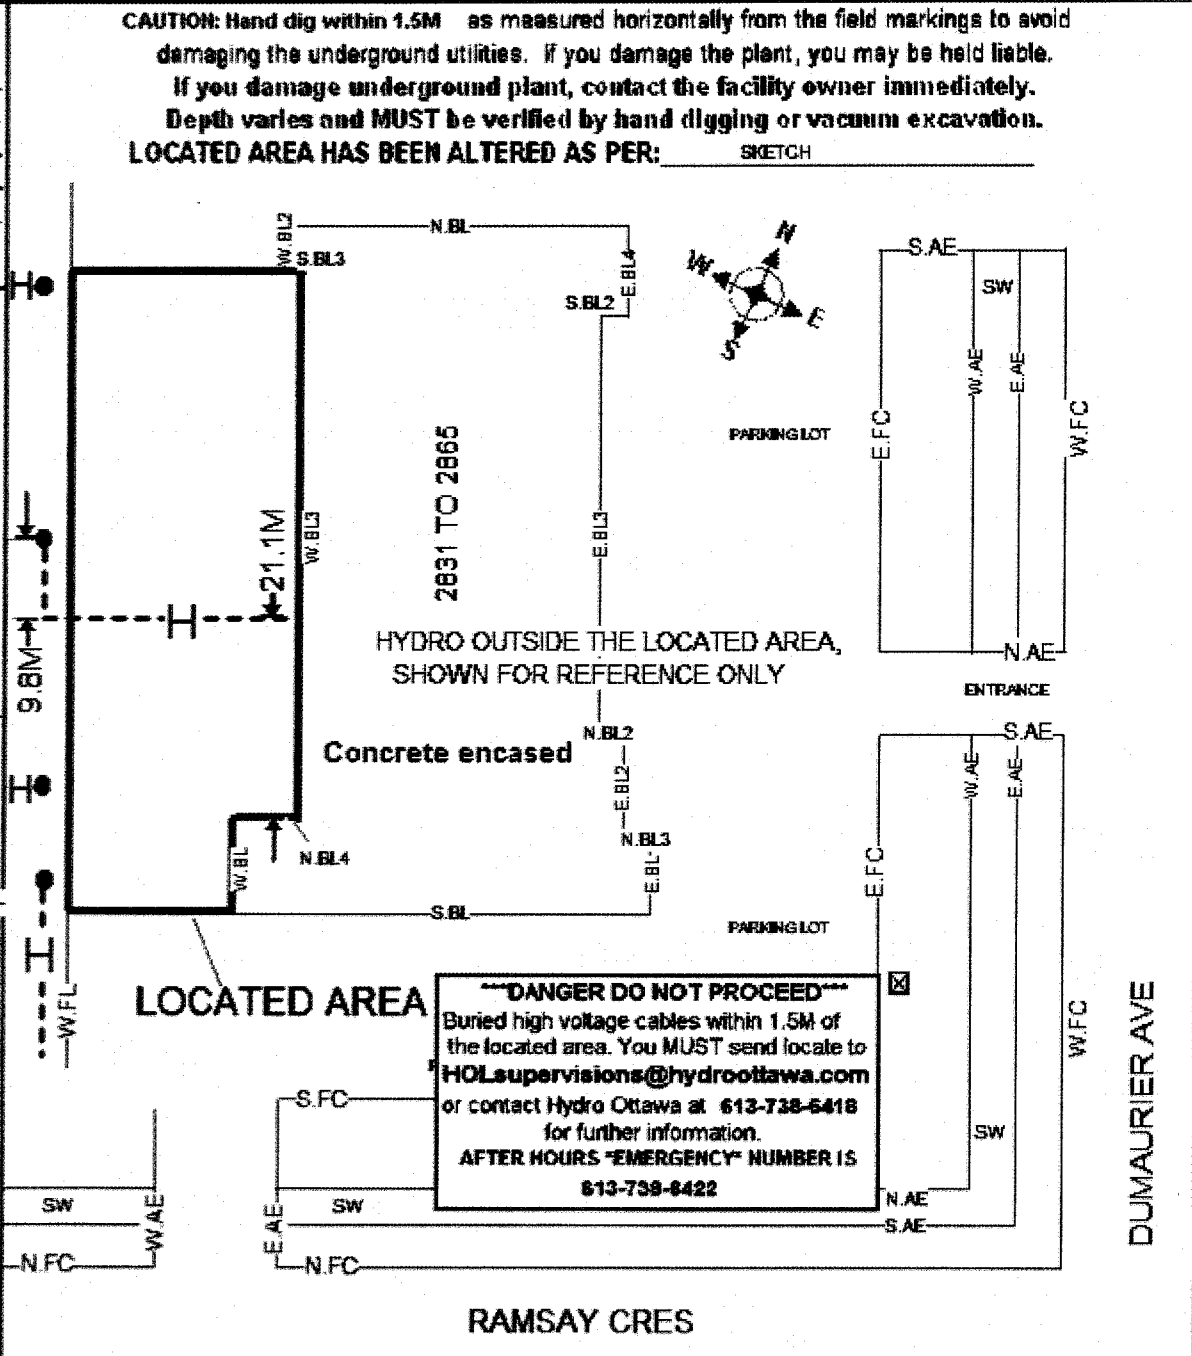 CAUTION: Hand dig within 1.5M as measured horizontally from the field markings to avoid
damaging the underground utilities. If you damage the plant, you may be held liable.
If you damage underground plant, contact the facility owner immediately.
Depth varies and MUST be verified by hand digging or vacuum excavation.
LOCATED AREA HAS BEEN ALTERED AS PER: SKETCH
W.BL2
N.BL
S.BL3
E.BL4
S.BL2
N
W
E
S
S.AE
SW
W.AE
E.AE
E.FC
W.FC
PARKING LOT
H
2831 TO 2865
21.1M
W.BL3
E.BL3
H
9.8M
HYDRO OUTSIDE THE LOCATED AREA,
SHOWN FOR REFERENCE ONLY
N.AE
ENTRANCE
N.BL2
S.AE
Concrete encased
E.BL2
W.AE
E.AE
H
N.BL3
W.BL
N.BL4
E.BL
E.FC
S.BL
PARKING LOT
H
W.FL
LOCATED AREA
***DANGER DO NOT PROCEED***
Buried high voltage cables within 1.5M of
the located area. You MUST send locate to
HOLsupervisions@hydroottawa.com
or contact Hydro Ottawa at 613-738-6418
for further information.
AFTER HOURS "EMERGENCY" NUMBER IS
613-738-6422
W.FC
DUMAURIER AVE
S.FC
SW
SW
W.AE
E.AE
SW
N.AE
S.AE
N.FC
N.FC
RAMSAY CRES